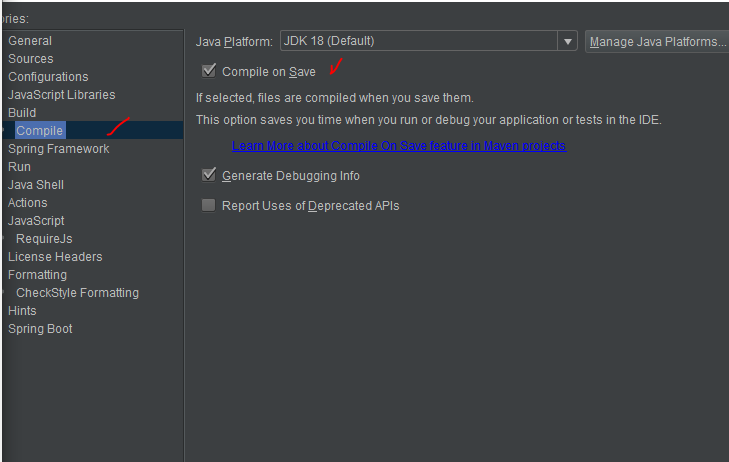 ories:
General
Sources
Configurations
JavaScript Libraries
Build
Compile
Spring Framework
Run
Java Shell
Actions
JavaScript
RequireJs
License Headers
Formatting
CheckStyle Formatting
Hints
Spring Boot
Java Platform: JDK 18 (Default) Manage Java Platforms...
Compile on Save
If selected, files are compiled when you save them.
This option saves you time when you run or debug your application or tests in the IDE.
Learn More about Compile On Save feature in Maven projects
Generate Debugging Info
Report Uses of Deprecated APIs